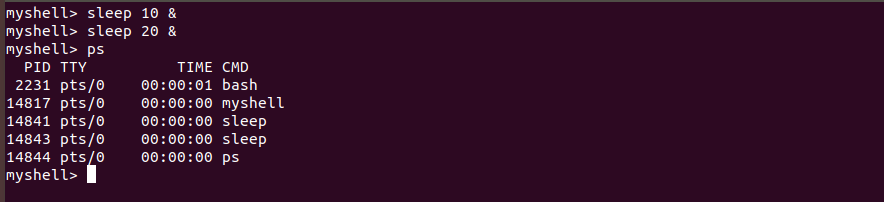 myshell> sleep 10 &
myshell> sleep 20 &
myshell> ps
  PID TTY          TIME CMD
 2231 pts/0    00:00:01 bash
14817 pts/0    00:00:00 myshell
14841 pts/0    00:00:00 sleep
14843 pts/0    00:00:00 sleep
14844 pts/0    00:00:00 ps
myshell>